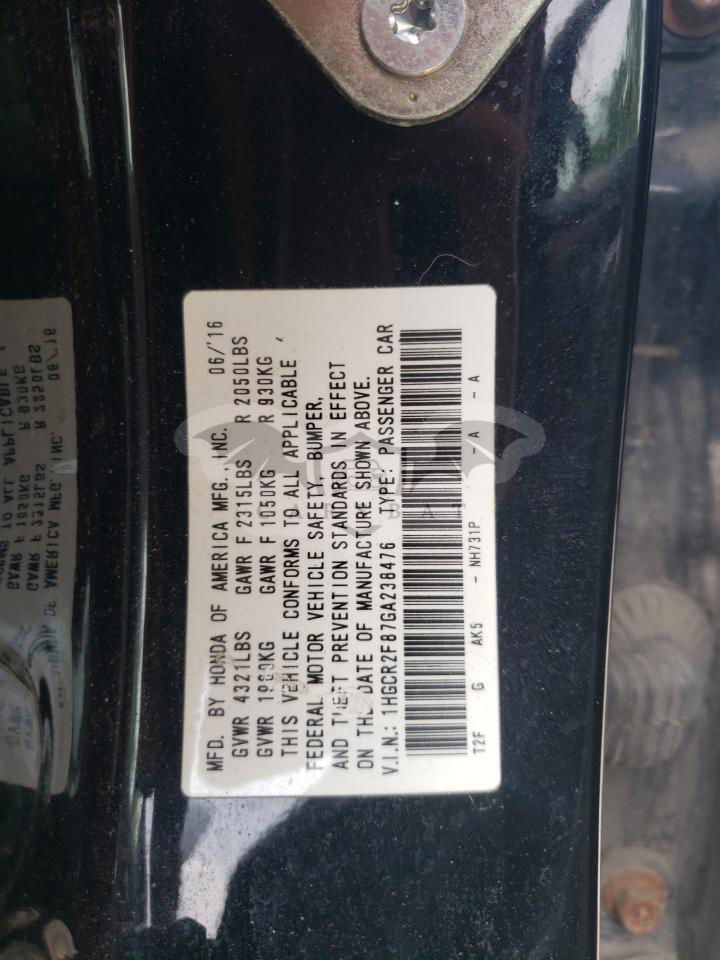 MFD. BY HONDA OF AMERICA MFG., INC. 06/'16
GVWR 4321LBS GAWR F 2315LBS R 2050LBS
GVWR 1960KG GAWR F 1050KG R 930KG
THIS VEHICLE CONFORMS TO ALL APPLICABLE
FEDERAL MOTOR VEHICLE SAFETY, BUMPER,
AND THEFT PREVENTION STANDARDS IN EFFECT
ON THE DATE OF MANUFACTURE SHOWN ABOVE.
V.I.N.: 1HGCR2F87GA238476 TYPE: PASSENGER CAR
T2F G AK5 - NH731P - A - A